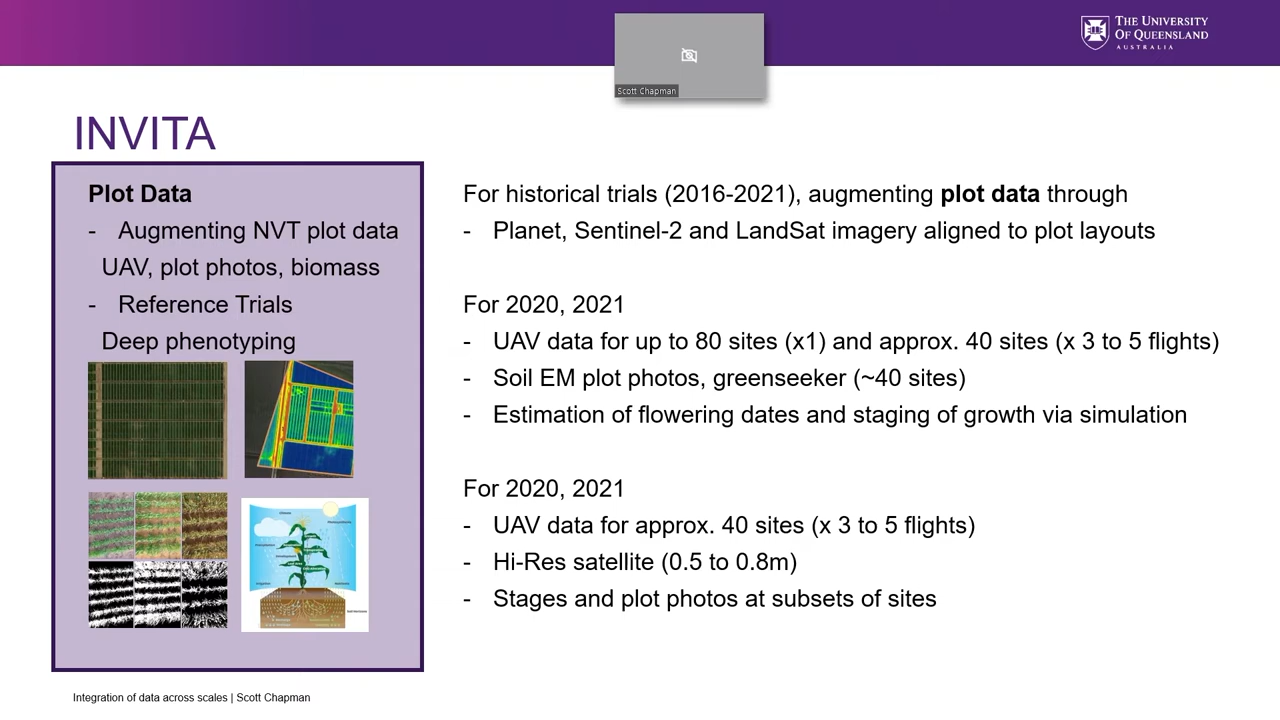 THE UNIVERSITY
OF QUEENSLAND
AUSTRALIA
Scott Chapman
INVITA
Plot Data
- Augmenting NVT plot data
UAV, plot photos, biomass
- Reference Trials
Deep phenotyping
For historical trials (2016-2021), augmenting plot data through
- Planet, Sentinel-2 and LandSat imagery aligned to plot layouts
For 2020, 2021
- UAV data for up to 80 sites (x1) and approx. 40 sites (x 3 to 5 flights)
- Soil EM plot photos, greenseeker (~40 sites)
- Estimation of flowering dates and staging of growth via simulation
For 2020, 2021
- UAV data for approx. 40 sites (x 3 to 5 flights)
- Hi-Res satellite (0.5 to 0.8m)
- Stages and plot photos at subsets of sites
Integration of data across scales | Scott Chapman